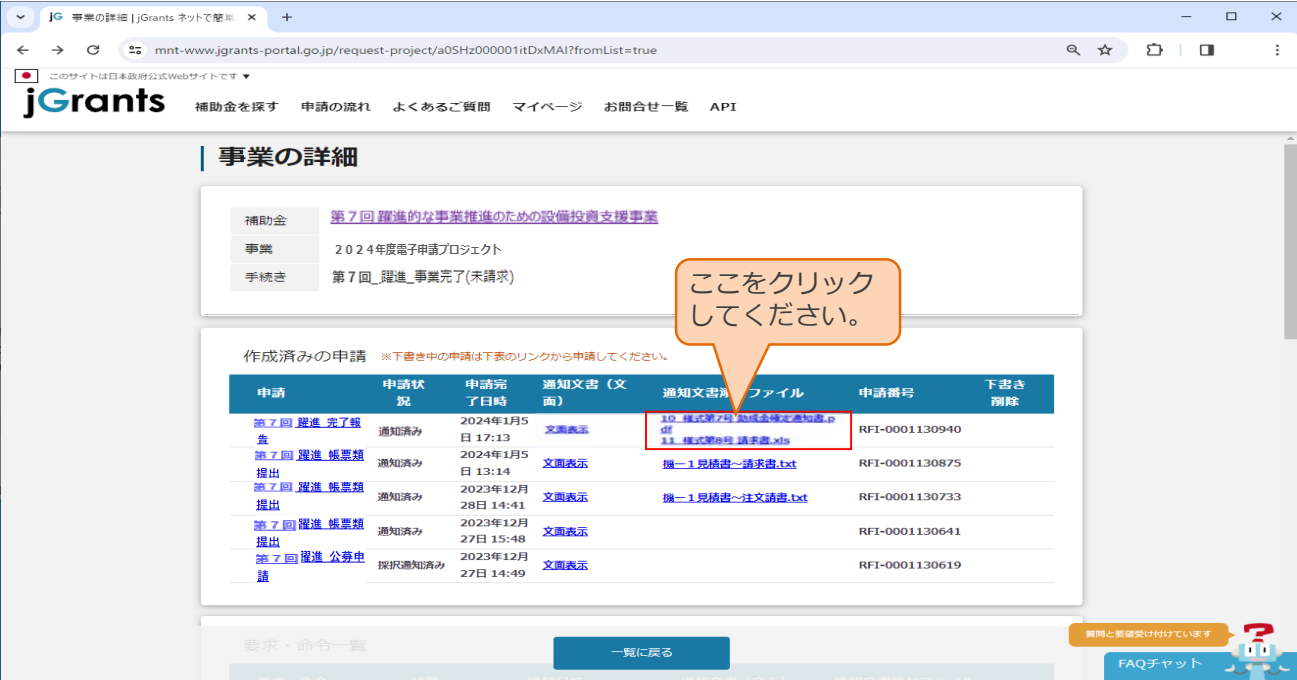 jG 事業の詳細 | jGrants ネットで簡単
mnt-www.jgrants-portal.go.jp/request-project/a0SHz000001itDxMAI?fromList=true
このサイトは日本政府公式Webサイトです ▼
jGrants
補助金を探す 申請の流れ よくあるご質問 マイページ お問合せ一覧 API
事業の詳細
補助金 第7回 躍進的な事業推進のための設備投資支援事業
事業 2024年度電子申請プロジェクト
手続き 第7回_躍進_事業完了(未請求)
ここをクリック
してください。
作成済みの申請 ※下書き中の申請は下表のリンクから申請してください。
申請 申請状況 申請完了日時 通知文書（文面） 通知文書添 ファイル 申請番号 下書き削除
第7回 躍進 完了報告 通知済み 2024年1月5日 17:13 文面表示 10_様式第7号 助成金確定通知書.pdf RFI-0001130940
11_様式第8号 請求書.xls
第7回 躍進 帳票類提出 通知済み 2024年1月5日 13:14 文面表示 機ー1見積書～請求書.txt RFI-0001130875
第7回 躍進 帳票類提出 通知済み 2023年12月28日 14:41 文面表示 機ー1見積書～注文請書.txt RFI-0001130733
第7回 躍進 帳票類提出 通知済み 2023年12月27日 15:48 文面表示 RFI-0001130641
第7回 躍進 公募申請 採択通知済み 2023年12月27日 14:49 文面表示 RFI-0001130619
要求・命令一覧
一覧に戻る
質問と要望受け付けています
FAQチャット